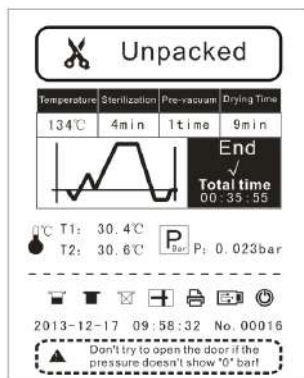 Unpacked
Temperature Sterilization Pre-vacuum Drying Time
134℃ 4min 1time 9min
End
√
Total time
00:35:55
℃ T1: 30.4℃
T2: 30.6℃
P Bar P: 0.023bar
2013-12-17 09:58:32 No.00016
Don't try to open the door if the
pressure doesn't show "0" bar!